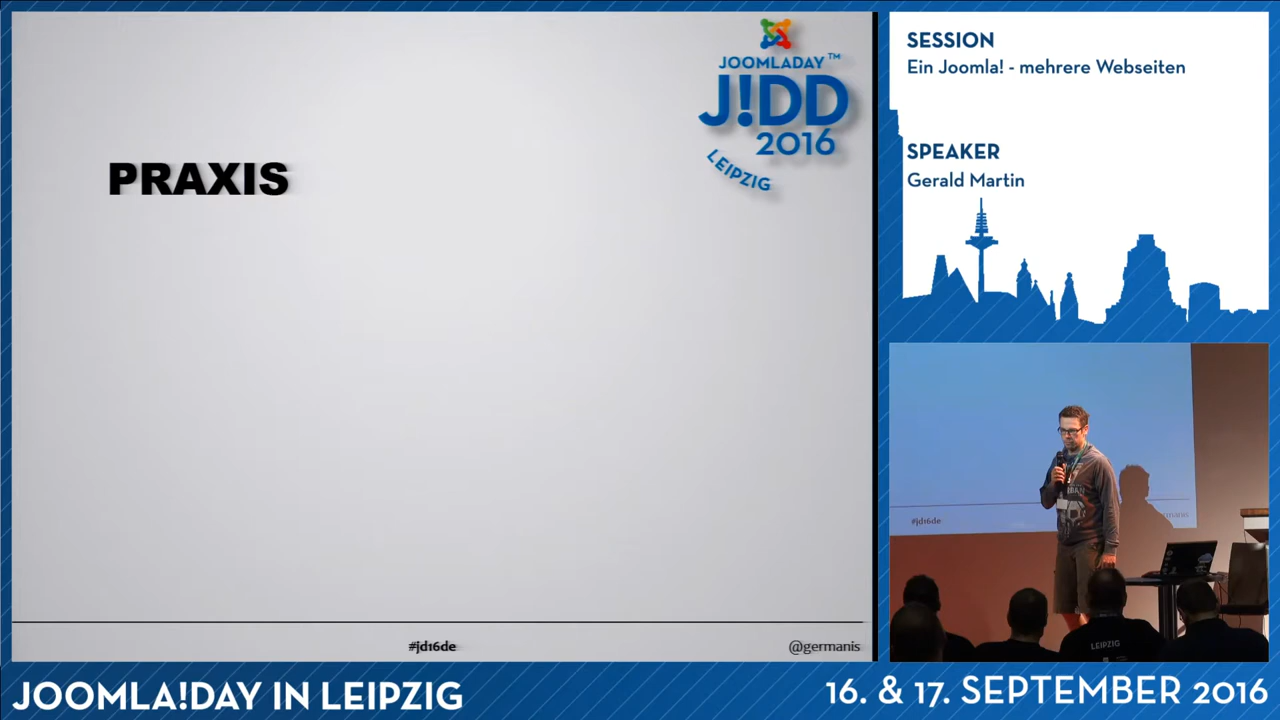 JOOMLADAY™
J!DD
2016
LEIPZIG
PRAXIS
#jd16de
@germanis
SESSION
Ein Joomla! - mehrere Webseiten
SPEAKER
Gerald Martin
#jd16de
LEIPZIG
JOOMLA!DAY IN LEIPZIG
16. & 17. SEPTEMBER 2016